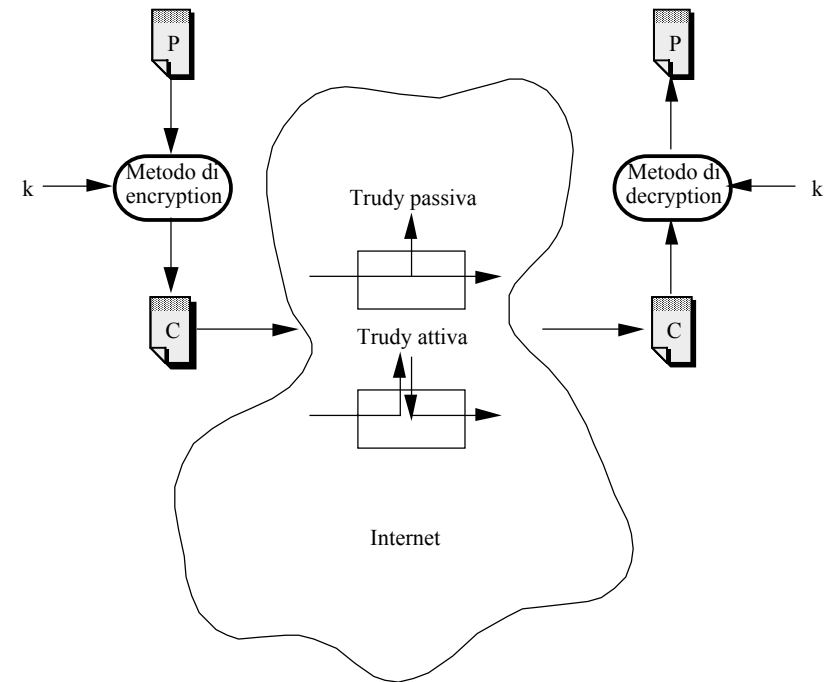 P
P
Metodo di
encryption
k
Metodo di
decryption
k
Trudy passiva
C
C
Trudy attiva
Internet